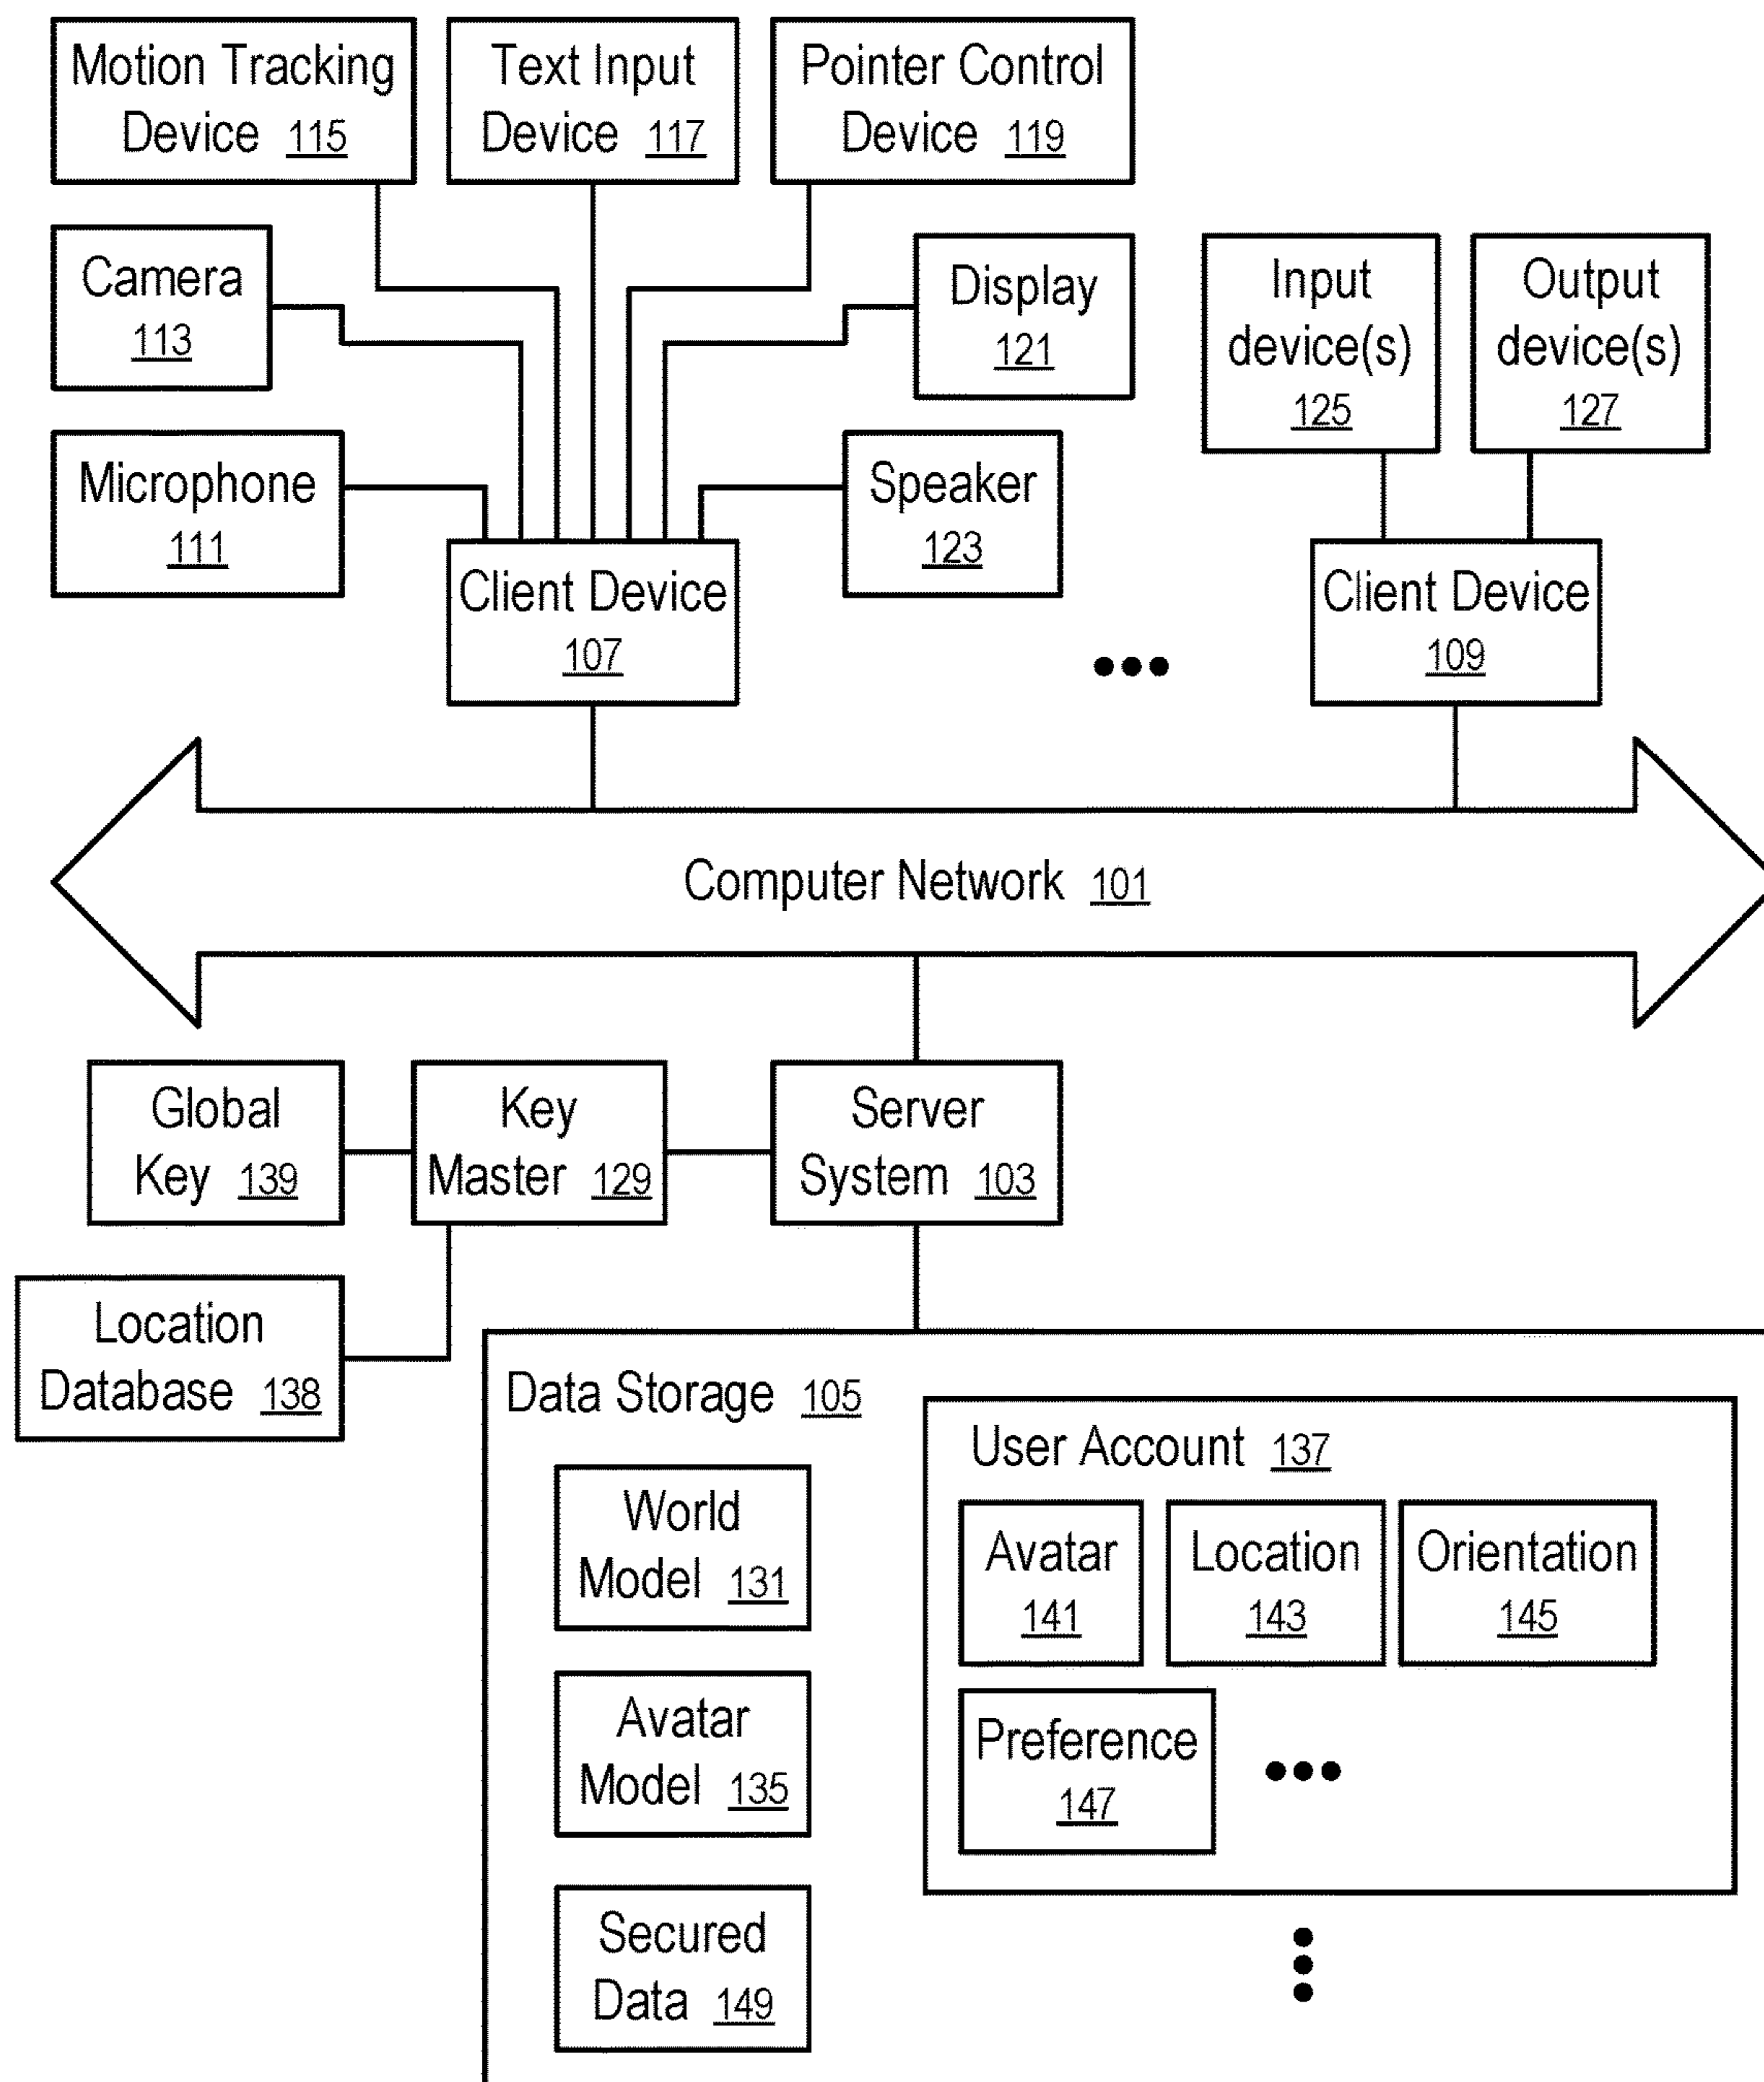 Motion Tracking
Device 115
Text Input
Device 117
Pointer Control
Device 119
Camera
113
Display
121
Input
device(s)
125
Output
device(s)
127
Microphone
111
Speaker
123
Client Device
107
Client Device
109
Computer Network 101
Global
Key 139
Key
Master 129
Server
System 103
Location
Database 138
Data Storage 105
User Account 137
World
Model 131
Avatar
141
Location
143
Orientation
145
Avatar
Model 135
Preference
147
Secured
Data 149